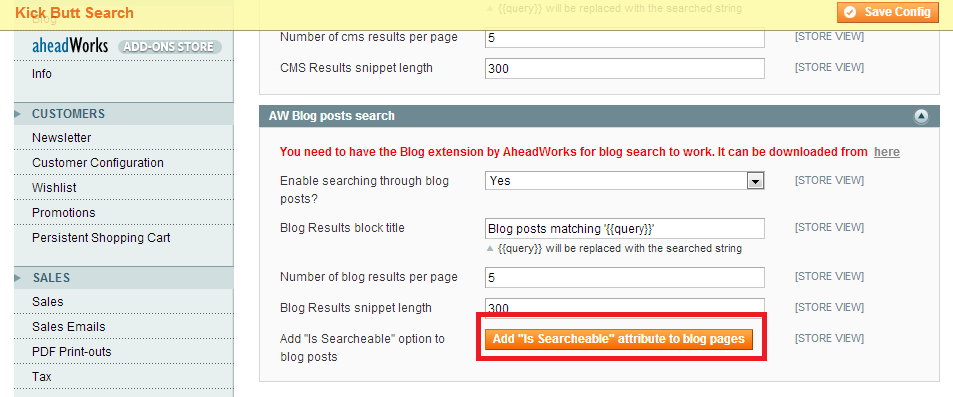 Kick Butt Search
Save Config
Blog
{{query}} will be replaced with the searched string
aheadWorks ADD-ONS STORE
Number of cms results per page 5 [STORE VIEW]
Info
CMS Results snippet length 300 [STORE VIEW]
CUSTOMERS
AW Blog posts search
Newsletter
You need to have the Blog extension by AheadWorks for blog search to work. It can be downloaded from here
Customer Configuration
Enable searching through blog posts? Yes [STORE VIEW]
Wishlist
Promotions
Blog Results block title Blog posts matching '{{query}}' [STORE VIEW]
Persistent Shopping Cart
{{query}} will be replaced with the searched string
SALES
Number of blog results per page 5 [STORE VIEW]
Sales
Blog Results snippet length 300 [STORE VIEW]
Sales Emails
Add "Is Searcheable" option to blog posts Add "Is Searcheable" attribute to blog pages [STORE VIEW]
PDF Print-outs
Tax